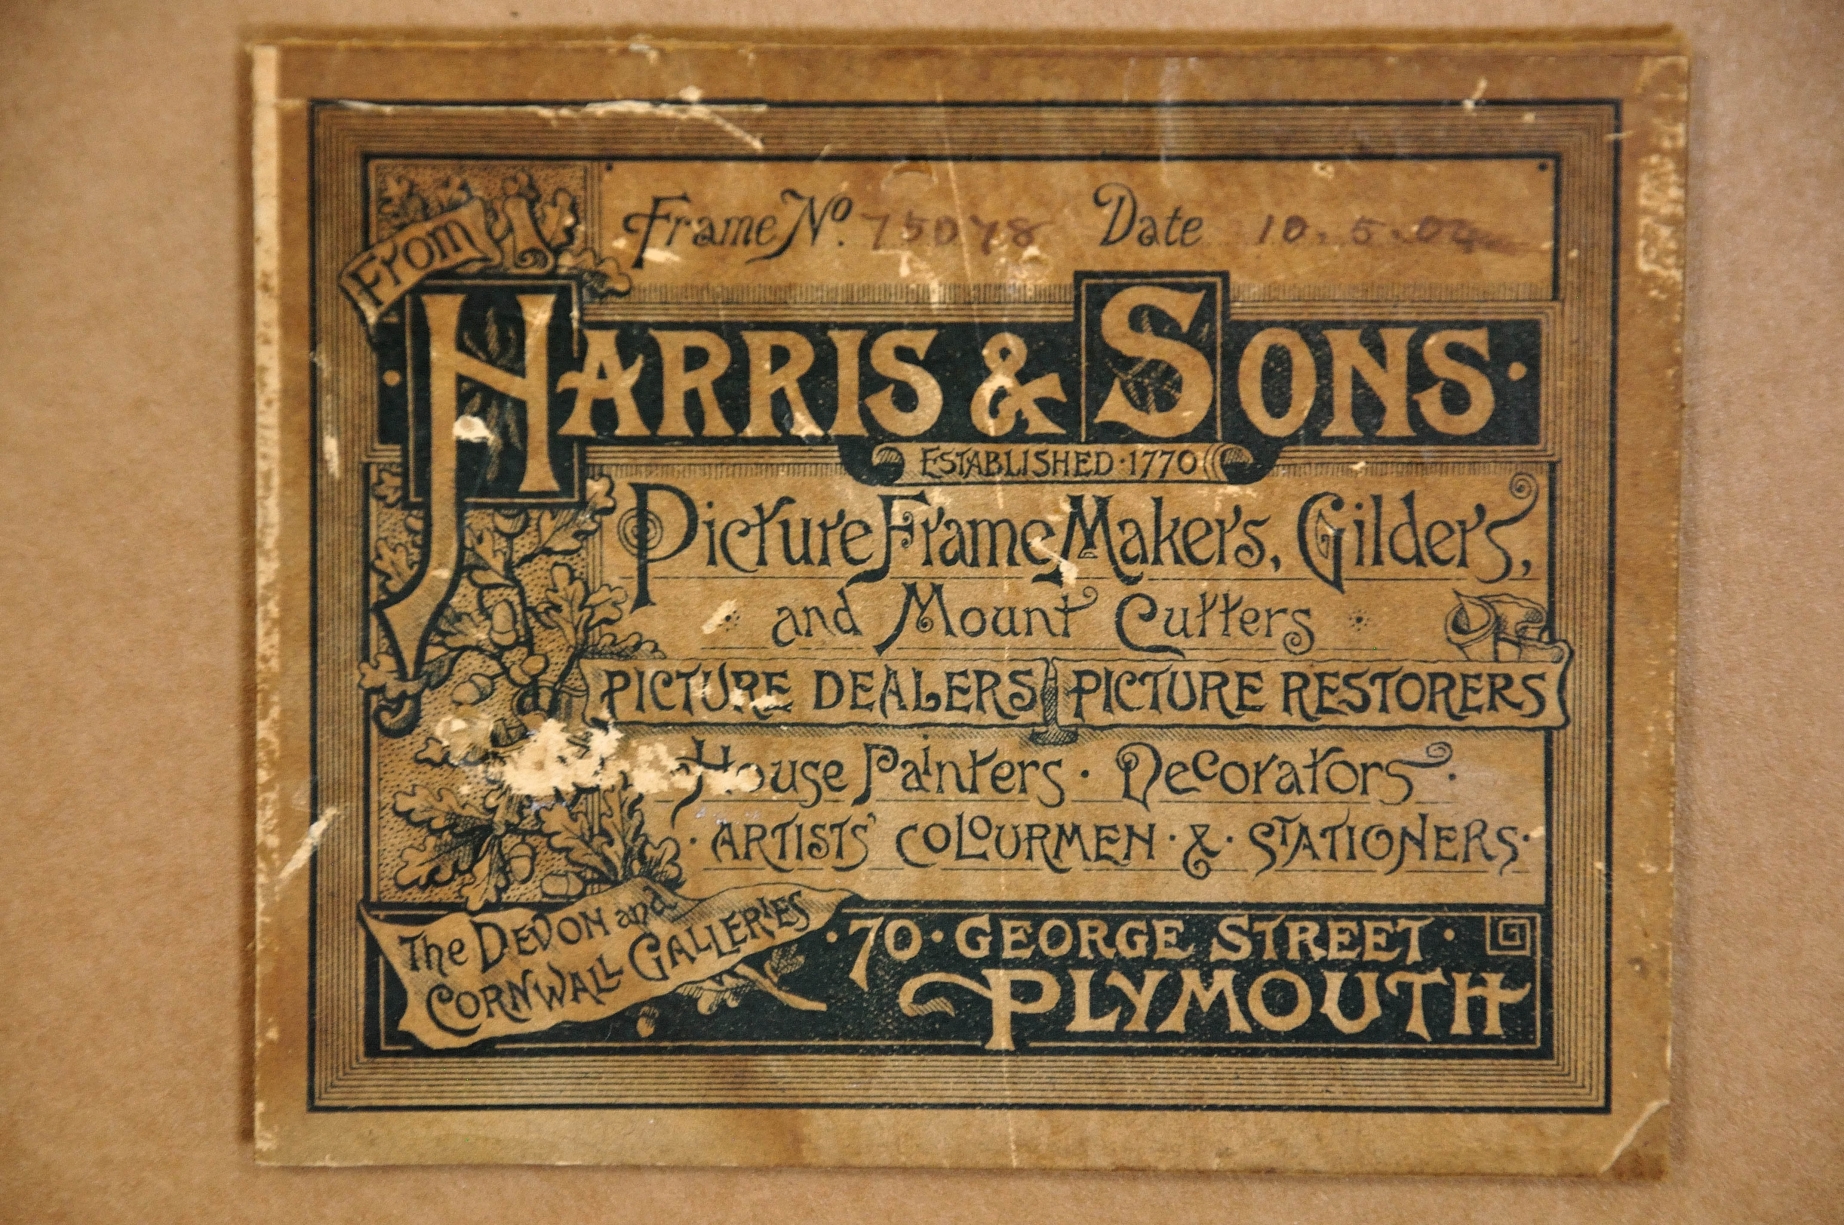 From
Frame No. 75078 Date 10.5.02
HARRIS & SONS.
ESTABLISHED · 1770
Picture Frame Makers, Gilders,
and Mount Cutters
PICTURE DEALERS PICTURE RESTORERS
House Painters · Decorators ·
· ARTISTS' COLOURMEN · & · STATIONERS ·
The DEVON and
CORNWALL GALLERIES
· 70 · GEORGE STREET ·
PLYMOUTH